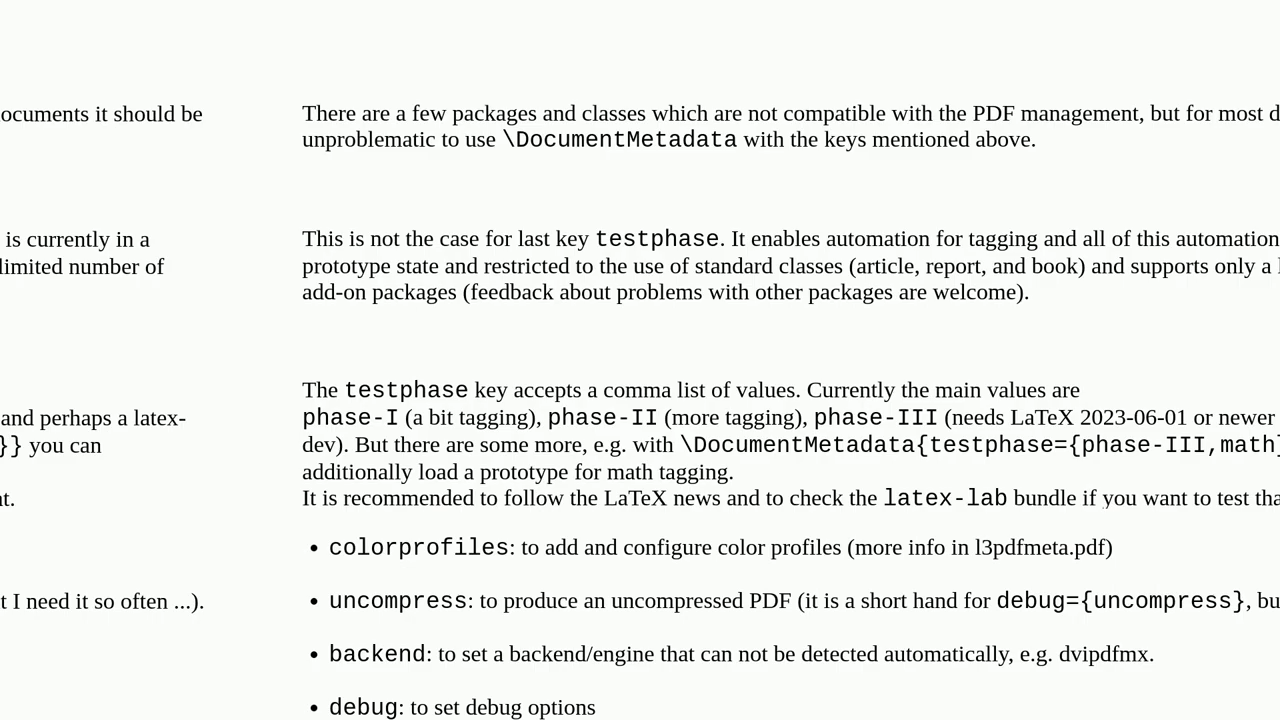 ocuments it should be
is currently in a
limited number of
and perhaps a latex-
}} you can
t I need it so often ...).
There are a few packages and classes which are not compatible with the PDF management, but for most d
unproblematic to use \DocumentMetadata with the keys mentioned above.
This is not the case for last key testphase. It enables automation for tagging and all of this automation
prototype state and restricted to the use of standard classes (article, report, and book) and supports only a l
add-on packages (feedback about problems with other packages are welcome).
The testphase key accepts a comma list of values. Currently the main values are
phase-I (a bit tagging), phase-II (more tagging), phase-III (needs LaTeX 2023-06-01 or newer
dev). But there are some more, e.g. with \DocumentMetadata{testphase={phase-III,math}
additionally load a prototype for math tagging.
It is recommended to follow the LaTeX news and to check the latex-lab bundle if you want to test tha
• colorprofiles: to add and configure color profiles (more info in l3pdfmeta.pdf)
• uncompress: to produce an uncompressed PDF (it is a short hand for debug={uncompress}, bu
• backend: to set a backend/engine that can not be detected automatically, e.g. dvipdfmx.
• debug: to set debug options